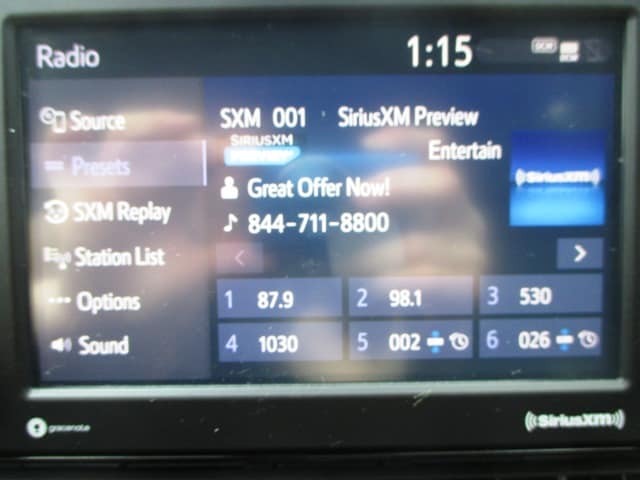 Radio
1:15
DCM
Source
Presets
SXM Replay
Station List
Options
Sound
SXM 001 SiriusXM Preview
SIRIUSXM
Entertain
Great Offer Now!
844-711-8800
SiriusXM
1 87.9
2 98.1
3 530
4 1030
5 002
6 026
gracenote
SiriusXM